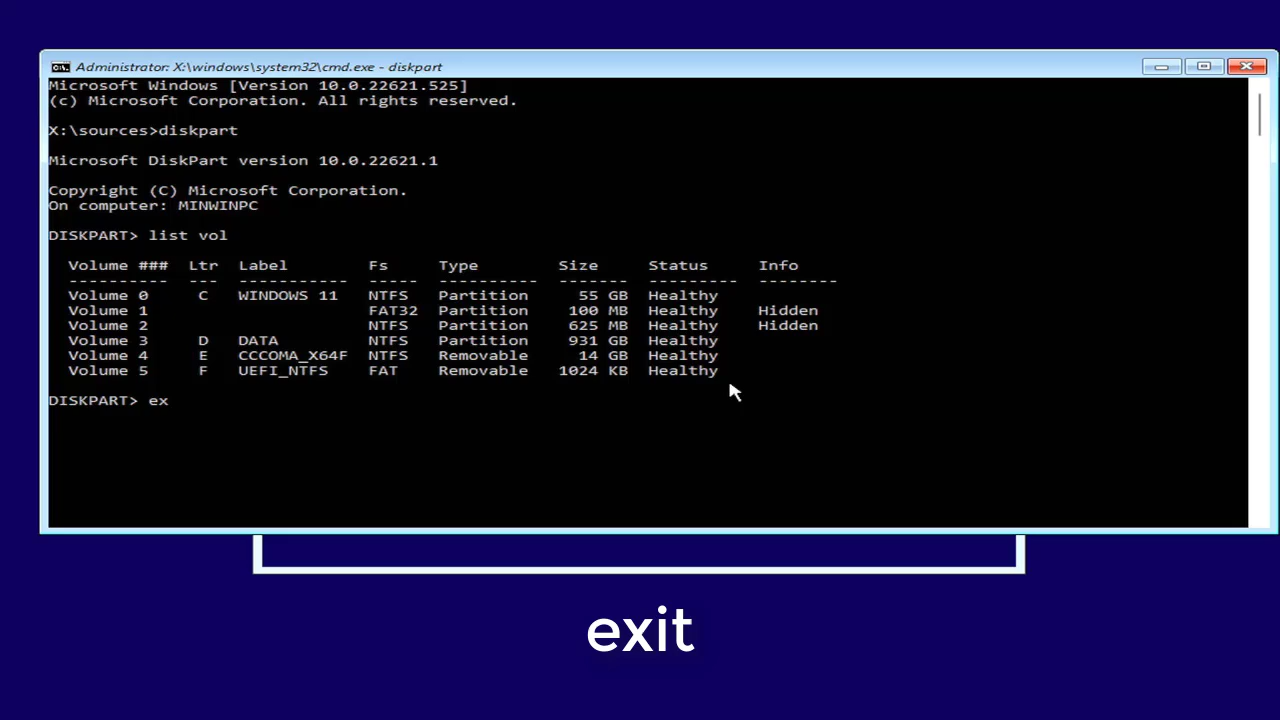 Administrator: X:\windows\system32\cmd.exe - diskpart
Microsoft Windows [Version 10.0.22621.525]
(c) Microsoft Corporation. All rights reserved.
X:\sources>diskpart
Microsoft DiskPart version 10.0.22621.1
Copyright (C) Microsoft Corporation.
On computer: MINWINPC
DISKPART> list vol
Volume ### Ltr Label Fs Type Size Status Info
---------- --- ----------- ----- ---------- ------- --------- --------
Volume 0 C WINDOWS 11 NTFS Partition 55 GB Healthy
Volume 1 FAT32 Partition 100 MB Healthy Hidden
Volume 2 NTFS Partition 625 MB Healthy Hidden
Volume 3 D DATA NTFS Partition 931 GB Healthy
Volume 4 E CCCOMA_X64F NTFS Removable 14 GB Healthy
Volume 5 F UEFI_NTFS FAT Removable 1024 KB Healthy
DISKPART> ex
exit